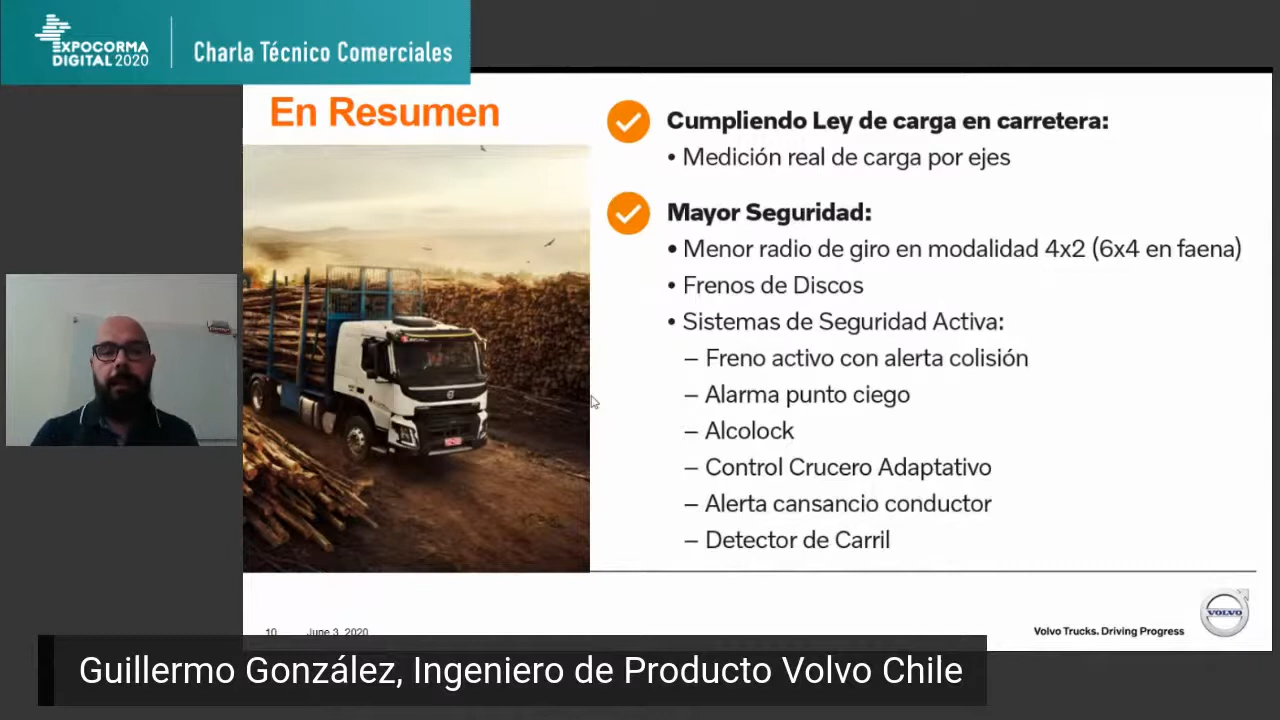 EXPOCORMA
DIGITAL 2020
Charla Técnico Comerciales
En Resumen
Cumpliendo Ley de carga en carretera:
• Medición real de carga por ejes
Mayor Seguridad:
• Menor radio de giro en modalidad 4x2 (6x4 en faena)
• Frenos de Discos
• Sistemas de Seguridad Activa:
– Freno activo con alerta colisión
– Alarma punto ciego
– Alcolock
– Control Crucero Adaptativo
– Alerta cansancio conductor
– Detector de Carril
10 June 3, 2020
Volvo Trucks. Driving Progress
VOLVO
Guillermo González, Ingeniero de Producto Volvo Chile